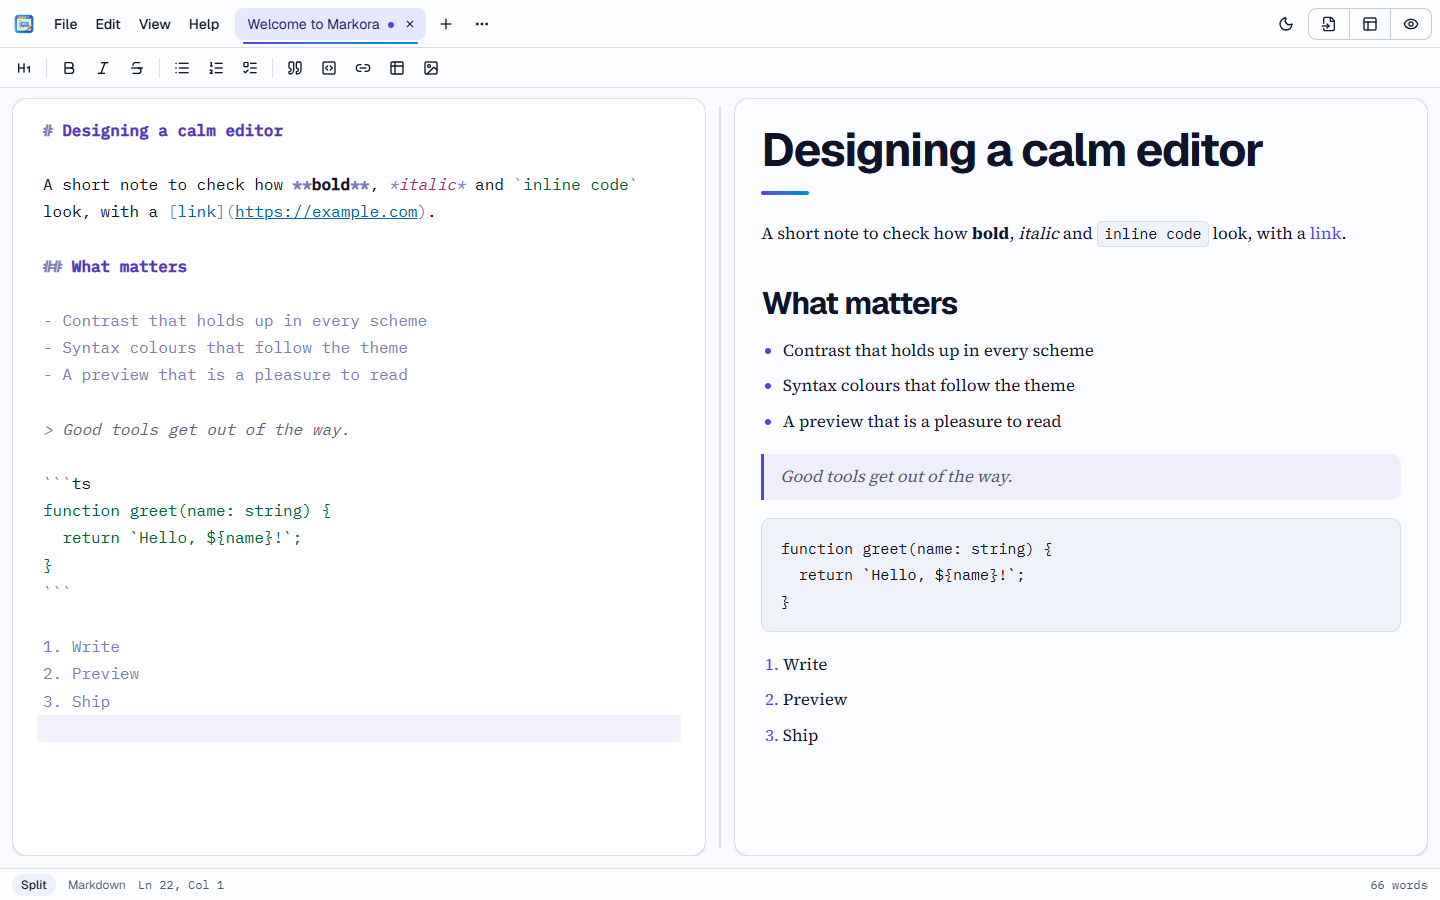 File Edit View Help Welcome to Markora
H1
# Designing a calm editor
A short note to check how **bold**, *italic* and `inline code`
look, with a [link](https://example.com).
## What matters
- Contrast that holds up in every scheme
- Syntax colours that follow the theme
- A preview that is a pleasure to read
> Good tools get out of the way.
```ts
function greet(name: string) {
  return `Hello, ${name}!`;
}
```
1. Write
2. Preview
3. Ship
Designing a calm editor
A short note to check how bold, italic and inline code look, with a link.
What matters
• Contrast that holds up in every scheme
• Syntax colours that follow the theme
• A preview that is a pleasure to read
Good tools get out of the way.
function greet(name: string) {
  return `Hello, ${name}!`;
}
1. Write
2. Preview
3. Ship
Split Markdown Ln 22, Col 1 66 words